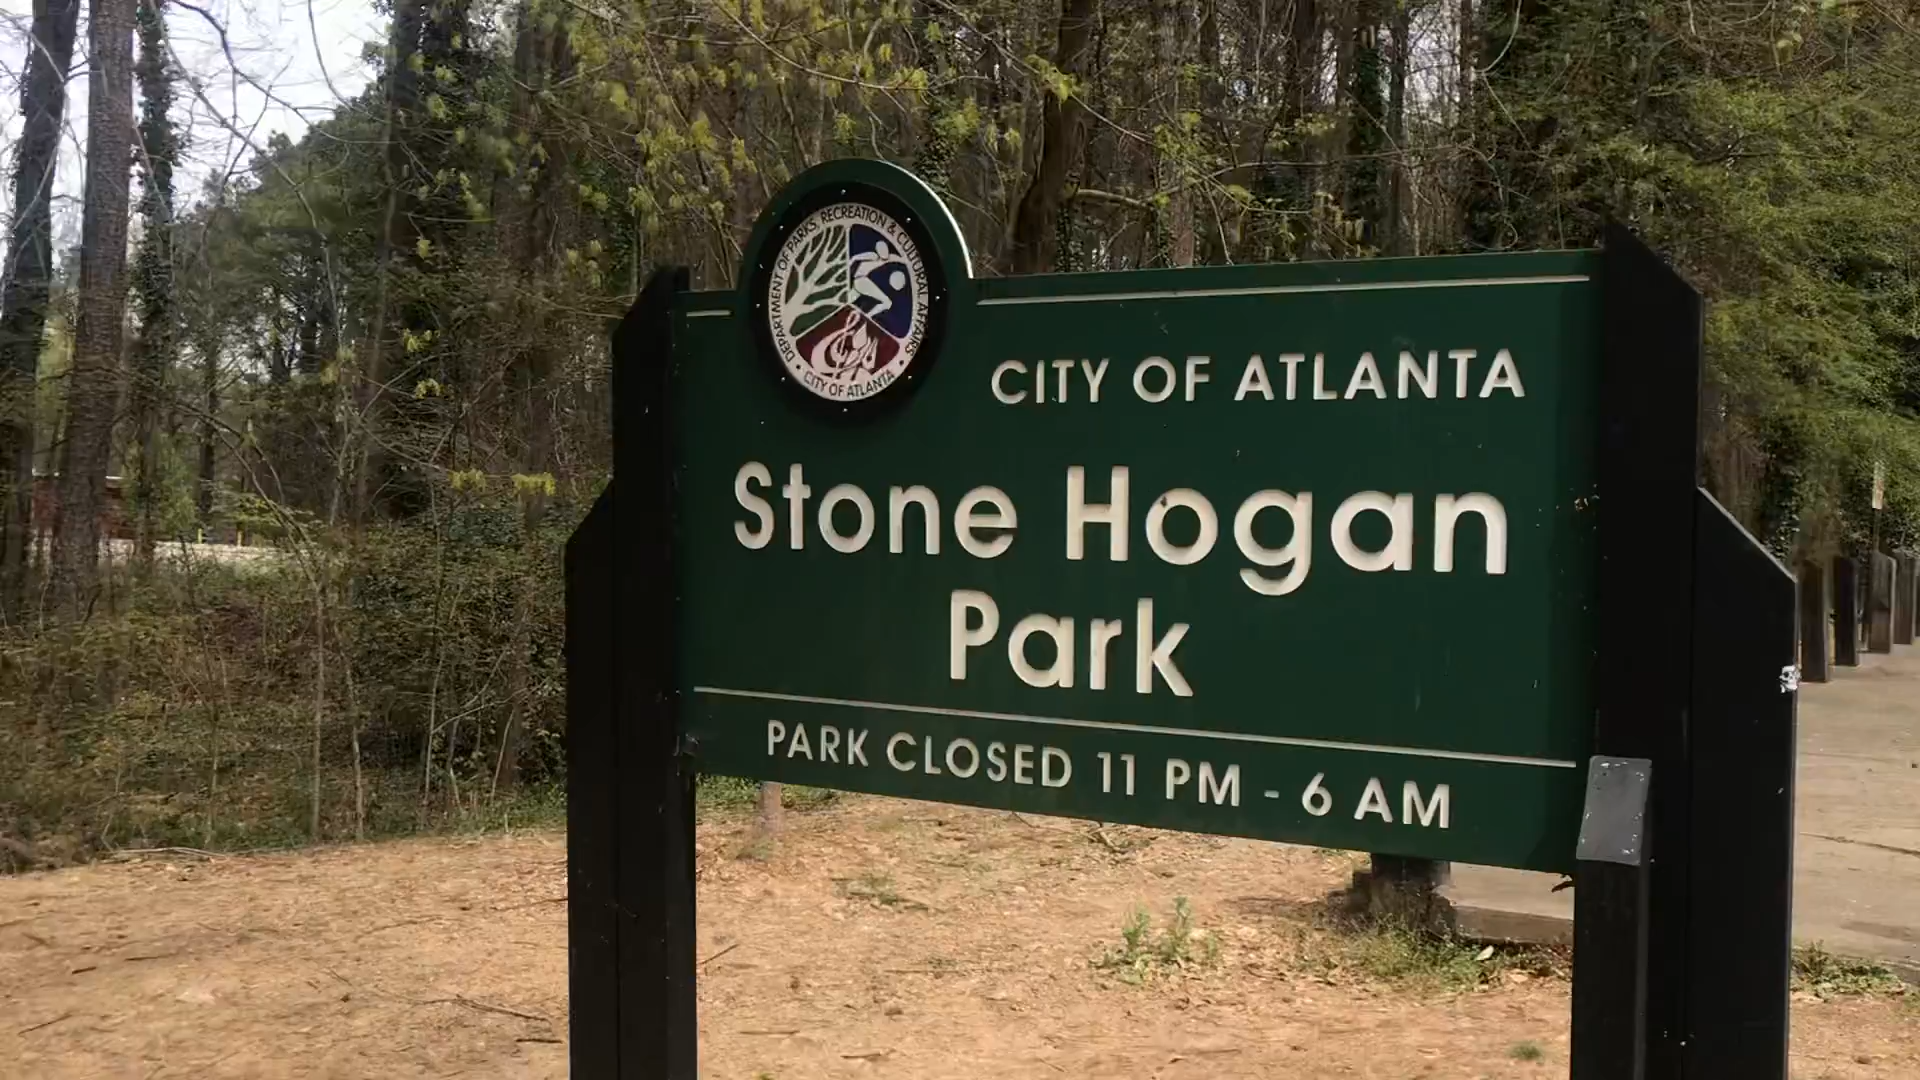 DEPARTMENT OF PARKS, RECREATION & CULTURAL AFFAIRS
• CITY OF ATLANTA •
CITY OF ATLANTA
Stone Hogan
Park
PARK CLOSED 11 PM - 6 AM